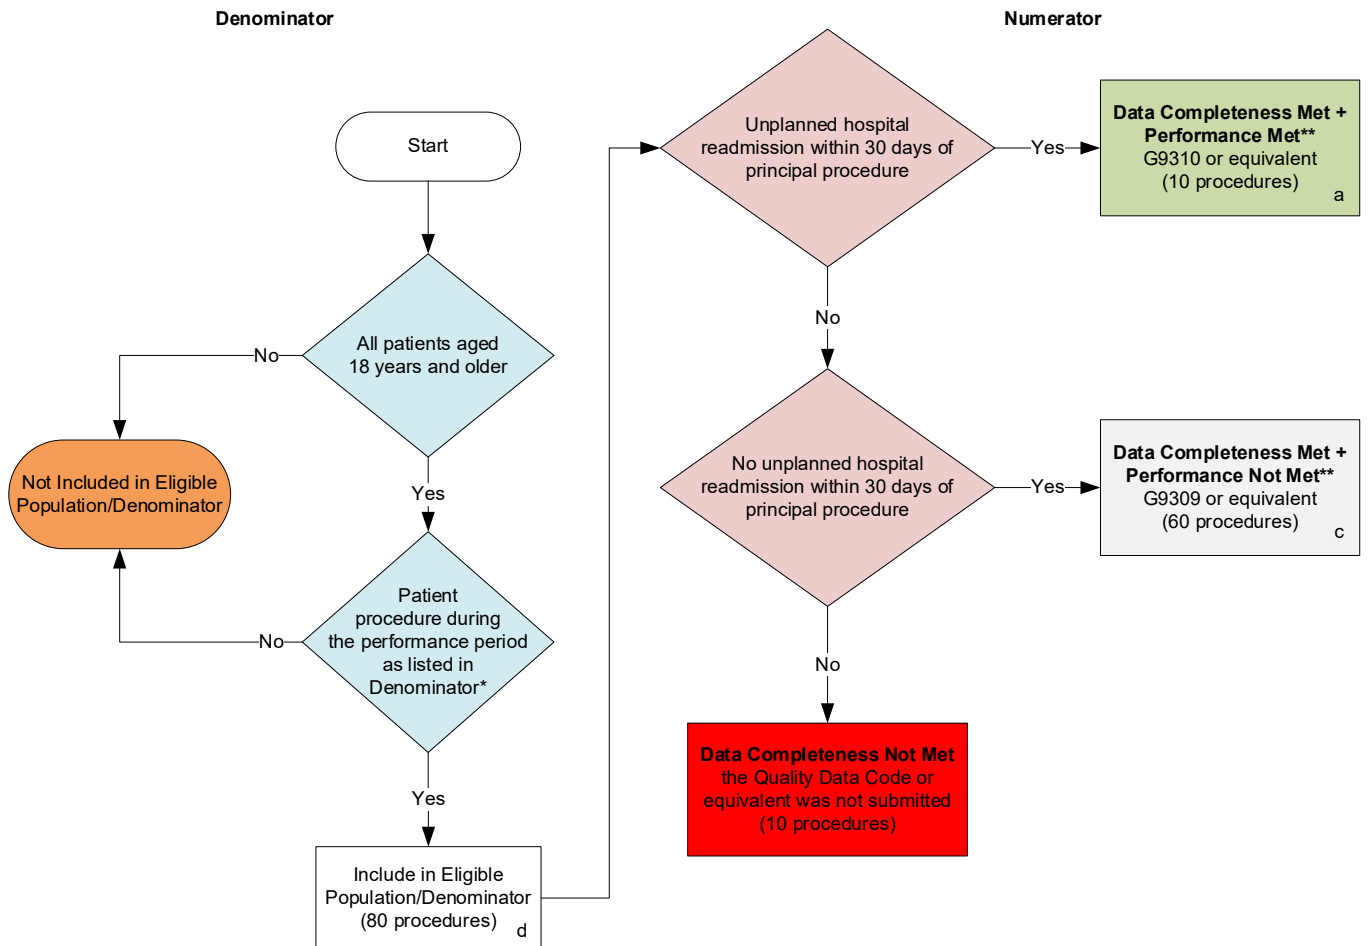 Denominator
Start
All patients aged
18 years and older
No
Yes
Not Included in Eligible
Population/Denominator
Patient
procedure during
the performance period
as listed in
Denominator*
No
Yes
Include in Eligible
Population/Denominator
(80 procedures)
d
Numerator
Unplanned hospital
readmission within 30 days of
principal procedure
Yes
Data Completeness Met +
Performance Met**
G9310 or equivalent
(10 procedures)
a
No
No unplanned hospital
readmission within 30 days of
principal procedure
Yes
Data Completeness Met +
Performance Not Met**
G9309 or equivalent
(60 procedures)
c
No
Data Completeness Not Met
the Quality Data Code or
equivalent was not submitted
(10 procedures)